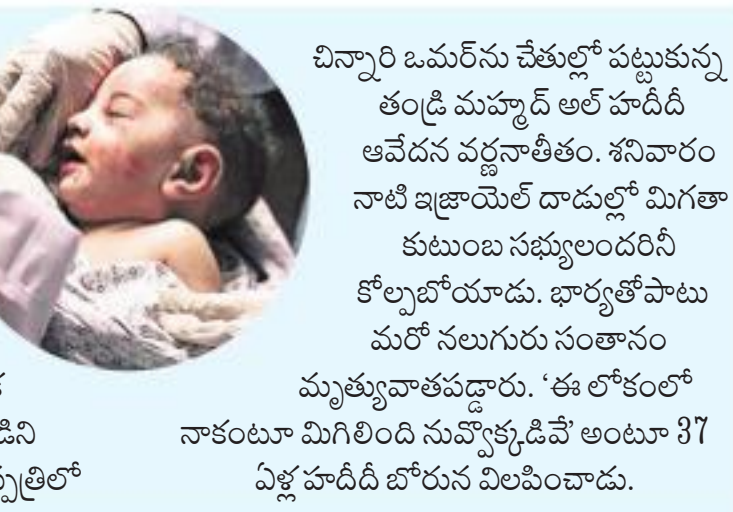 చిన్నారి ఒమర్‌ను చేతుల్లో పట్టుకున్న
తండ్రి మహ్మద్ అల్ హదీదీ
ఆవేదన వర్ణనాతీతం. శనివారం
నాటి ఇజ్రాయెల్ దాడుల్లో మిగతా
కుటుంబ సభ్యులందరినీ
కోల్పబోయాడు. భార్యతోపాటు
మరో నలుగురు సంతానం
మృత్యువాతపడ్డారు. ‘ఈ లోకంలో
నాకంటూ మిగిలింది నువ్వొక్కడివే’ అంటూ 37
ఏళ్ల హదీదీ బోరున విలపించాడు.